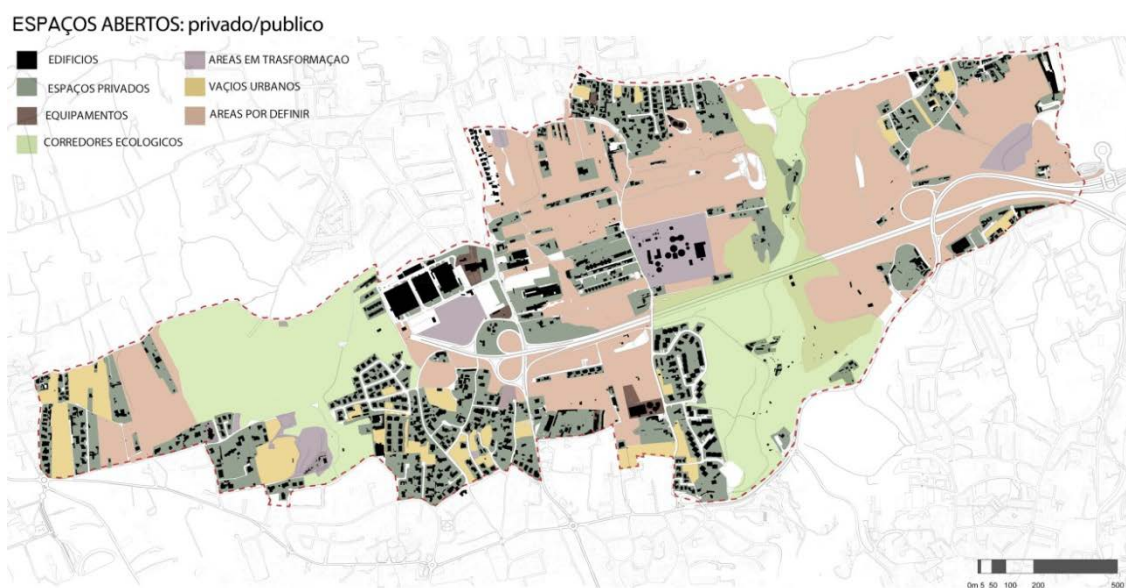 ESPAÇOS ABERTOS: privado/publico
EDIFICIOS
ESPAÇOS PRIVADOS
EQUIPAMENTOS
CORREDORES ECOLOGICOS
AREAS EM TRASFORMAÇAO
VAÇIOS URBANOS
AREAS POR DEFINIR
0m 5 50 100 200 500